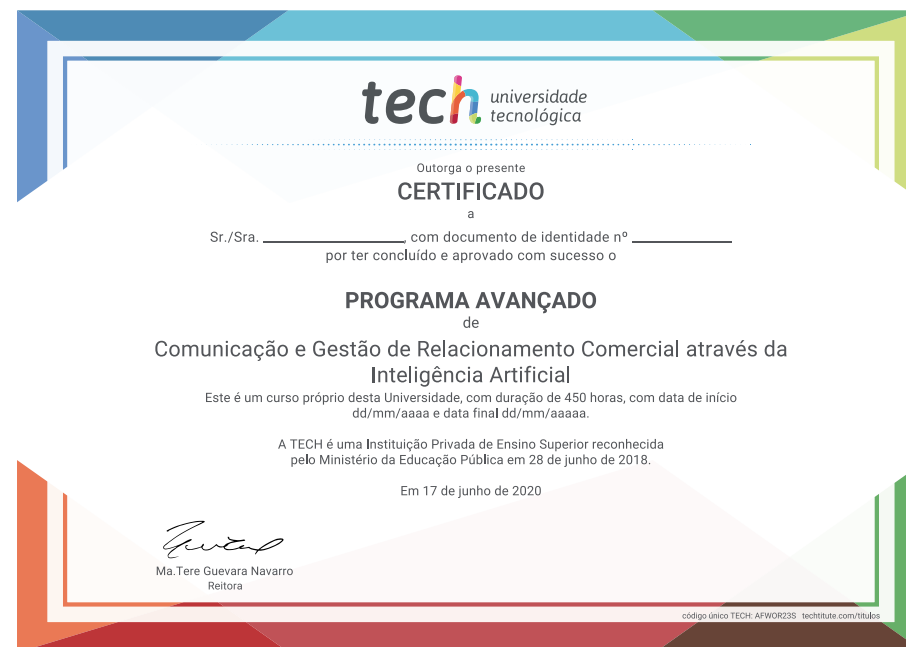 tech universidade
tecnológica
Outorga o presente
CERTIFICADO
a
Sr./Sra. ____________, com documento de identidade nº ____________
por ter concluído e aprovado com sucesso o
PROGRAMA AVANÇADO
de
Comunicação e Gestão de Relacionamento Comercial através da
Inteligência Artificial
Este é um curso próprio desta Universidade, com duração de 450 horas, com data de início
dd/mm/aaaa e data final dd/mm/aaaaa.
A TECH é uma Instituição Privada de Ensino Superior reconhecida
pelo Ministério da Educação Pública em 28 de junho de 2018.
Em 17 de junho de 2020
Ma.Tere Guevara Navarro
Reitora
código único TECH: AFWOR23S techtitute.com/titulos